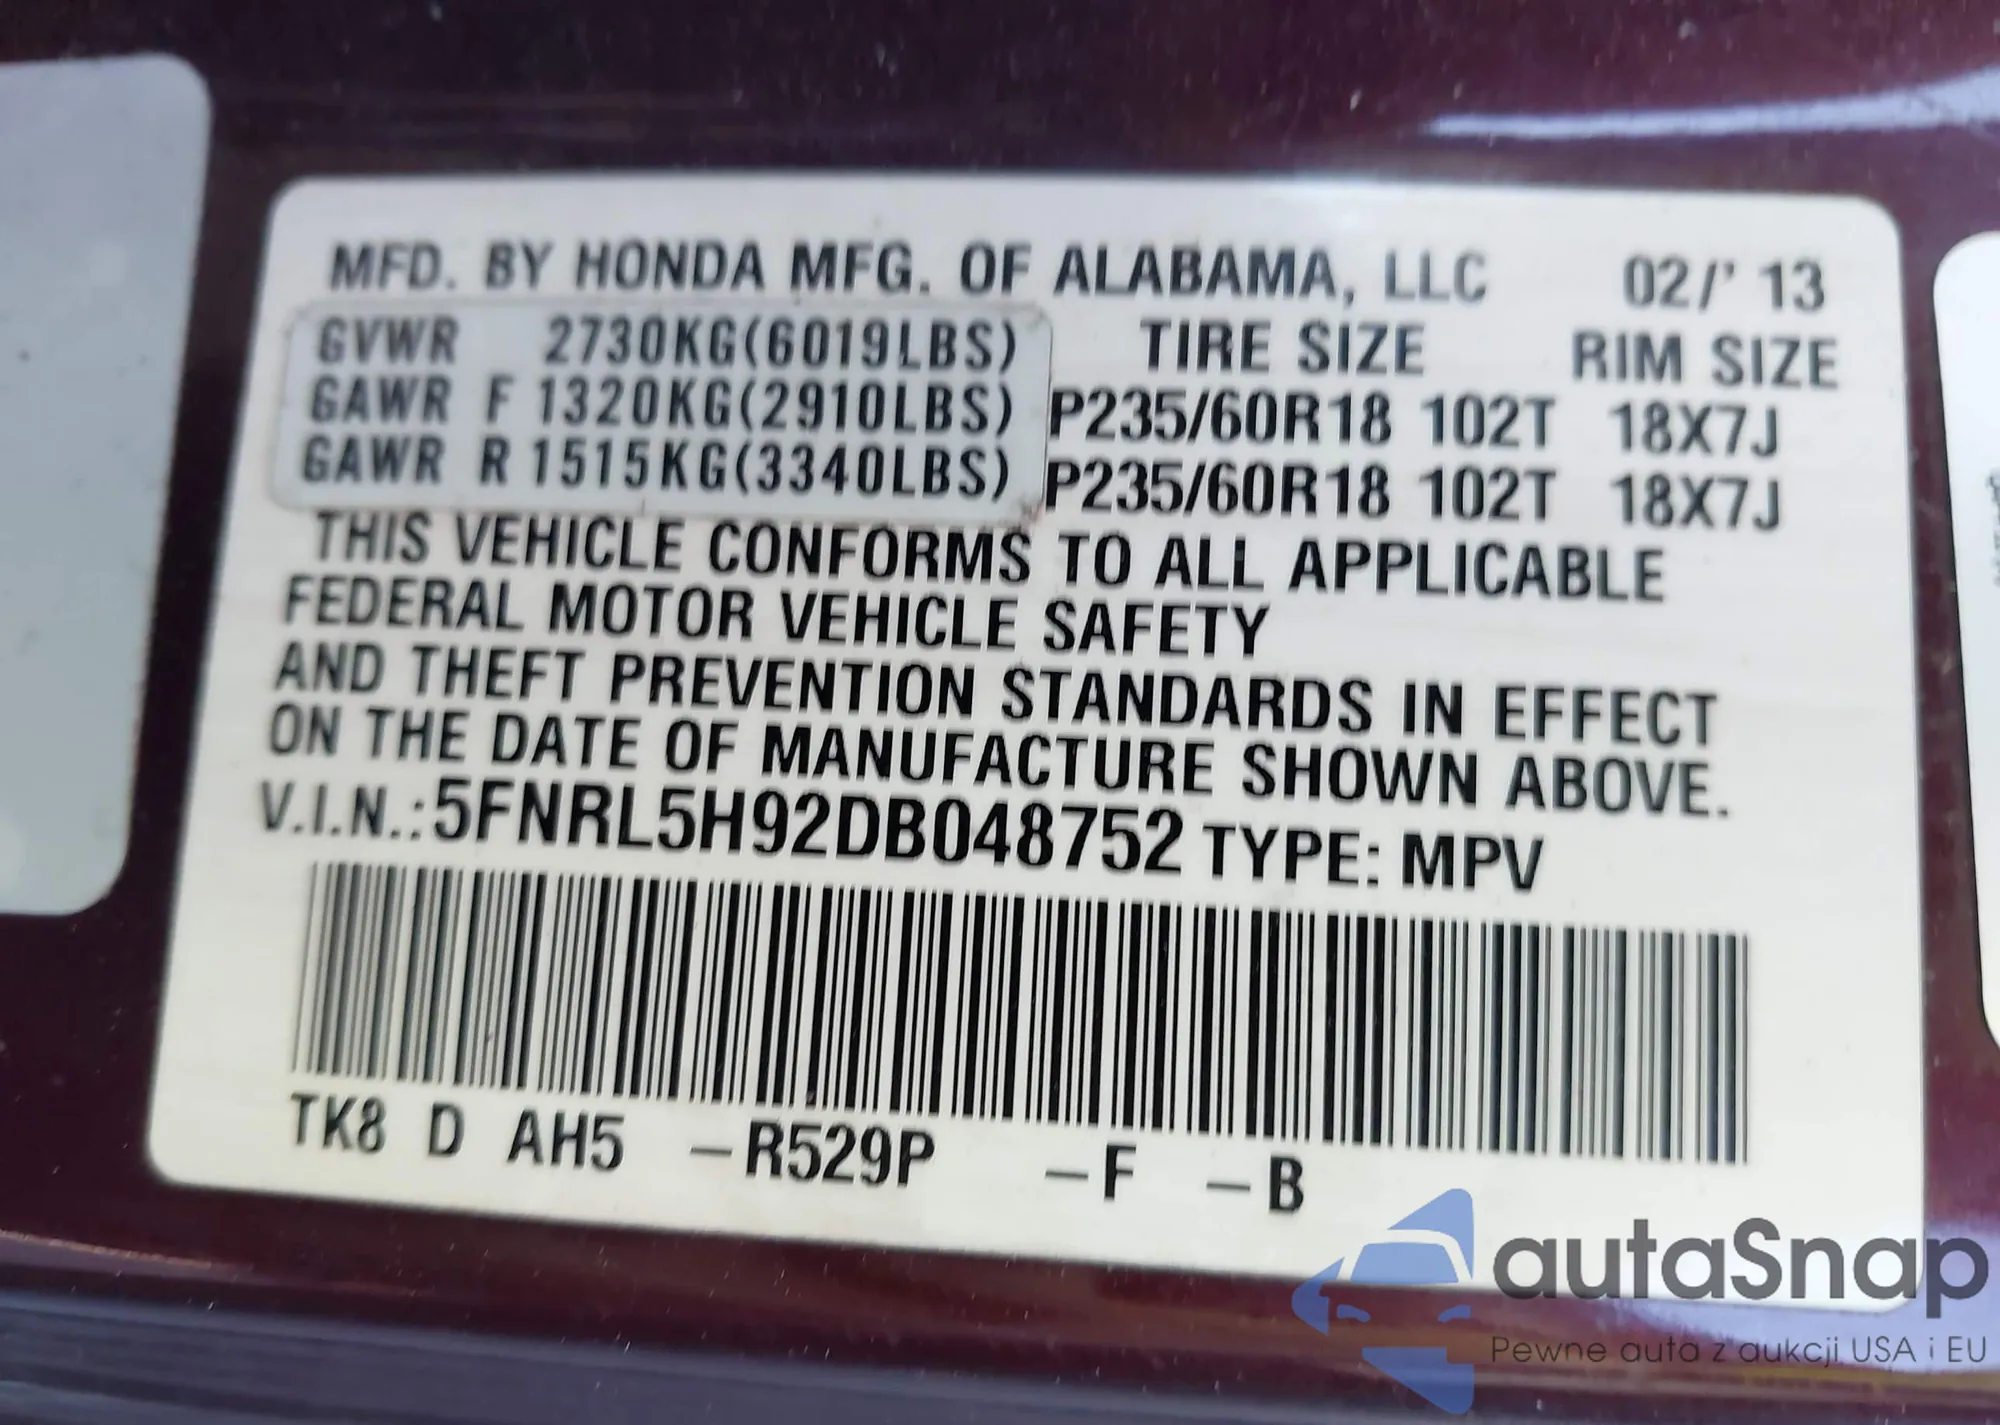 MFD. BY HONDA MFG. OF ALABAMA, LLC 02/' 13
GVWR 2730KG(6019LBS) TIRE SIZE RIM SIZE
GAWR F 1320KG(2910LBS) P235/60R18 102T 18X7J
GAWR R 1515KG(3340LBS) P235/60R18 102T 18X7J
THIS VEHICLE CONFORMS TO ALL APPLICABLE
FEDERAL MOTOR VEHICLE SAFETY
AND THEFT PREVENTION STANDARDS IN EFFECT
ON THE DATE OF MANUFACTURE SHOWN ABOVE.
V.I.N.:5FNRL5H92DB048752 TYPE: MPV
TK8 D AH5 –R529P –F –B
autaSnap
Pewne auta z aukcji USA i EU